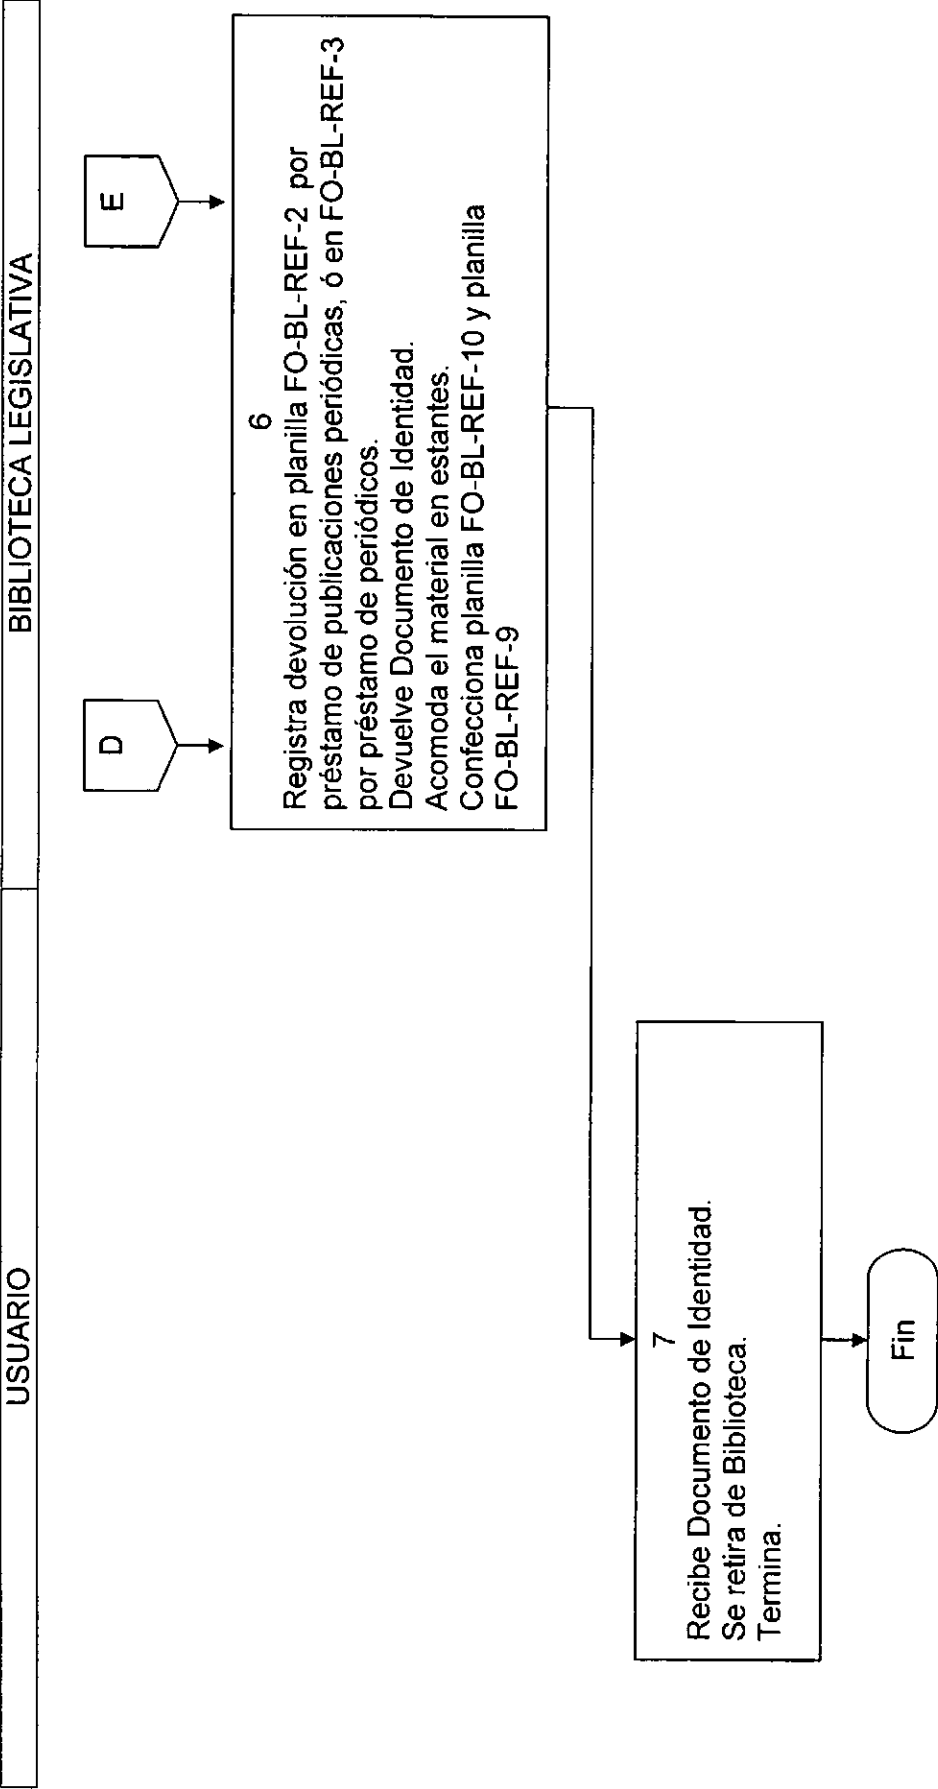 USUARIO
BIBLIOTECA LEGISLATIVA
D
E
6
Registra devolución en planilla FO-BL-REF-2 por
préstamo de publicaciones periódicas, ó en FO-BL-REF-3
por préstamo de periódicos.
Devuelve Documento de Identidad.
Acomoda el material en estantes.
Confecciona planilla FO-BL-REF-10 y planilla
FO-BL-REF-9
7
Recibe Documento de Identidad.
Se retira de Biblioteca.
Termina.
Fin